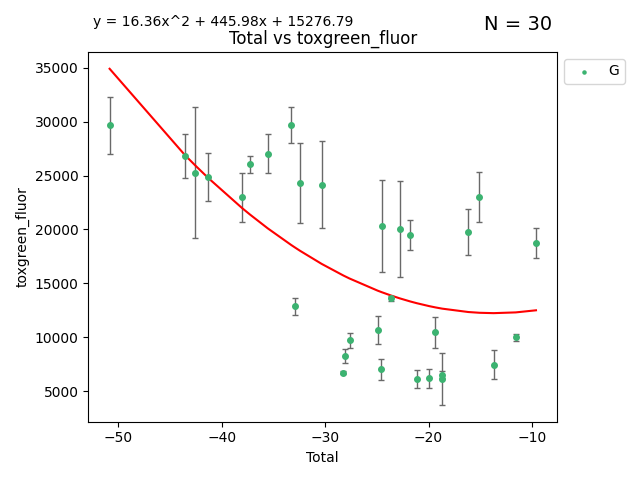 y = 16.36x^2 + 445.98x + 15276.79
N = 30
Total vs toxgreen_fluor
G
toxgreen_fluor
35000
30000
25000
20000
15000
10000
5000
−50
−40
−30
−20
−10
Total